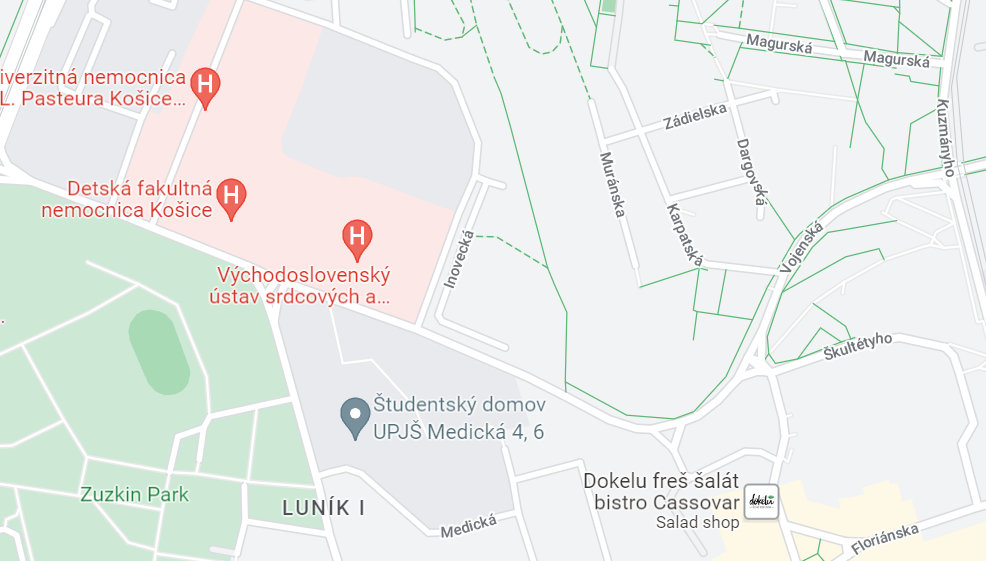 Magurská
Magurská
iverzitná nemocnica
L. Pasteura Košice...
Zádielska
Kuzmányho
Dargovská
Muránska
Detská fakultná
nemocnica Košice
Karpatská
Vojenská
Inovecká
Východoslovenský
ústav srdcových a...
Škultétyho
Študentský domov
UPJŠ Medická 4, 6
Zuzkin Park
LUNÍK I
Medická
Dokelu freš šalát
bistro Cassovar
Salad shop
dokelu
Floriánska